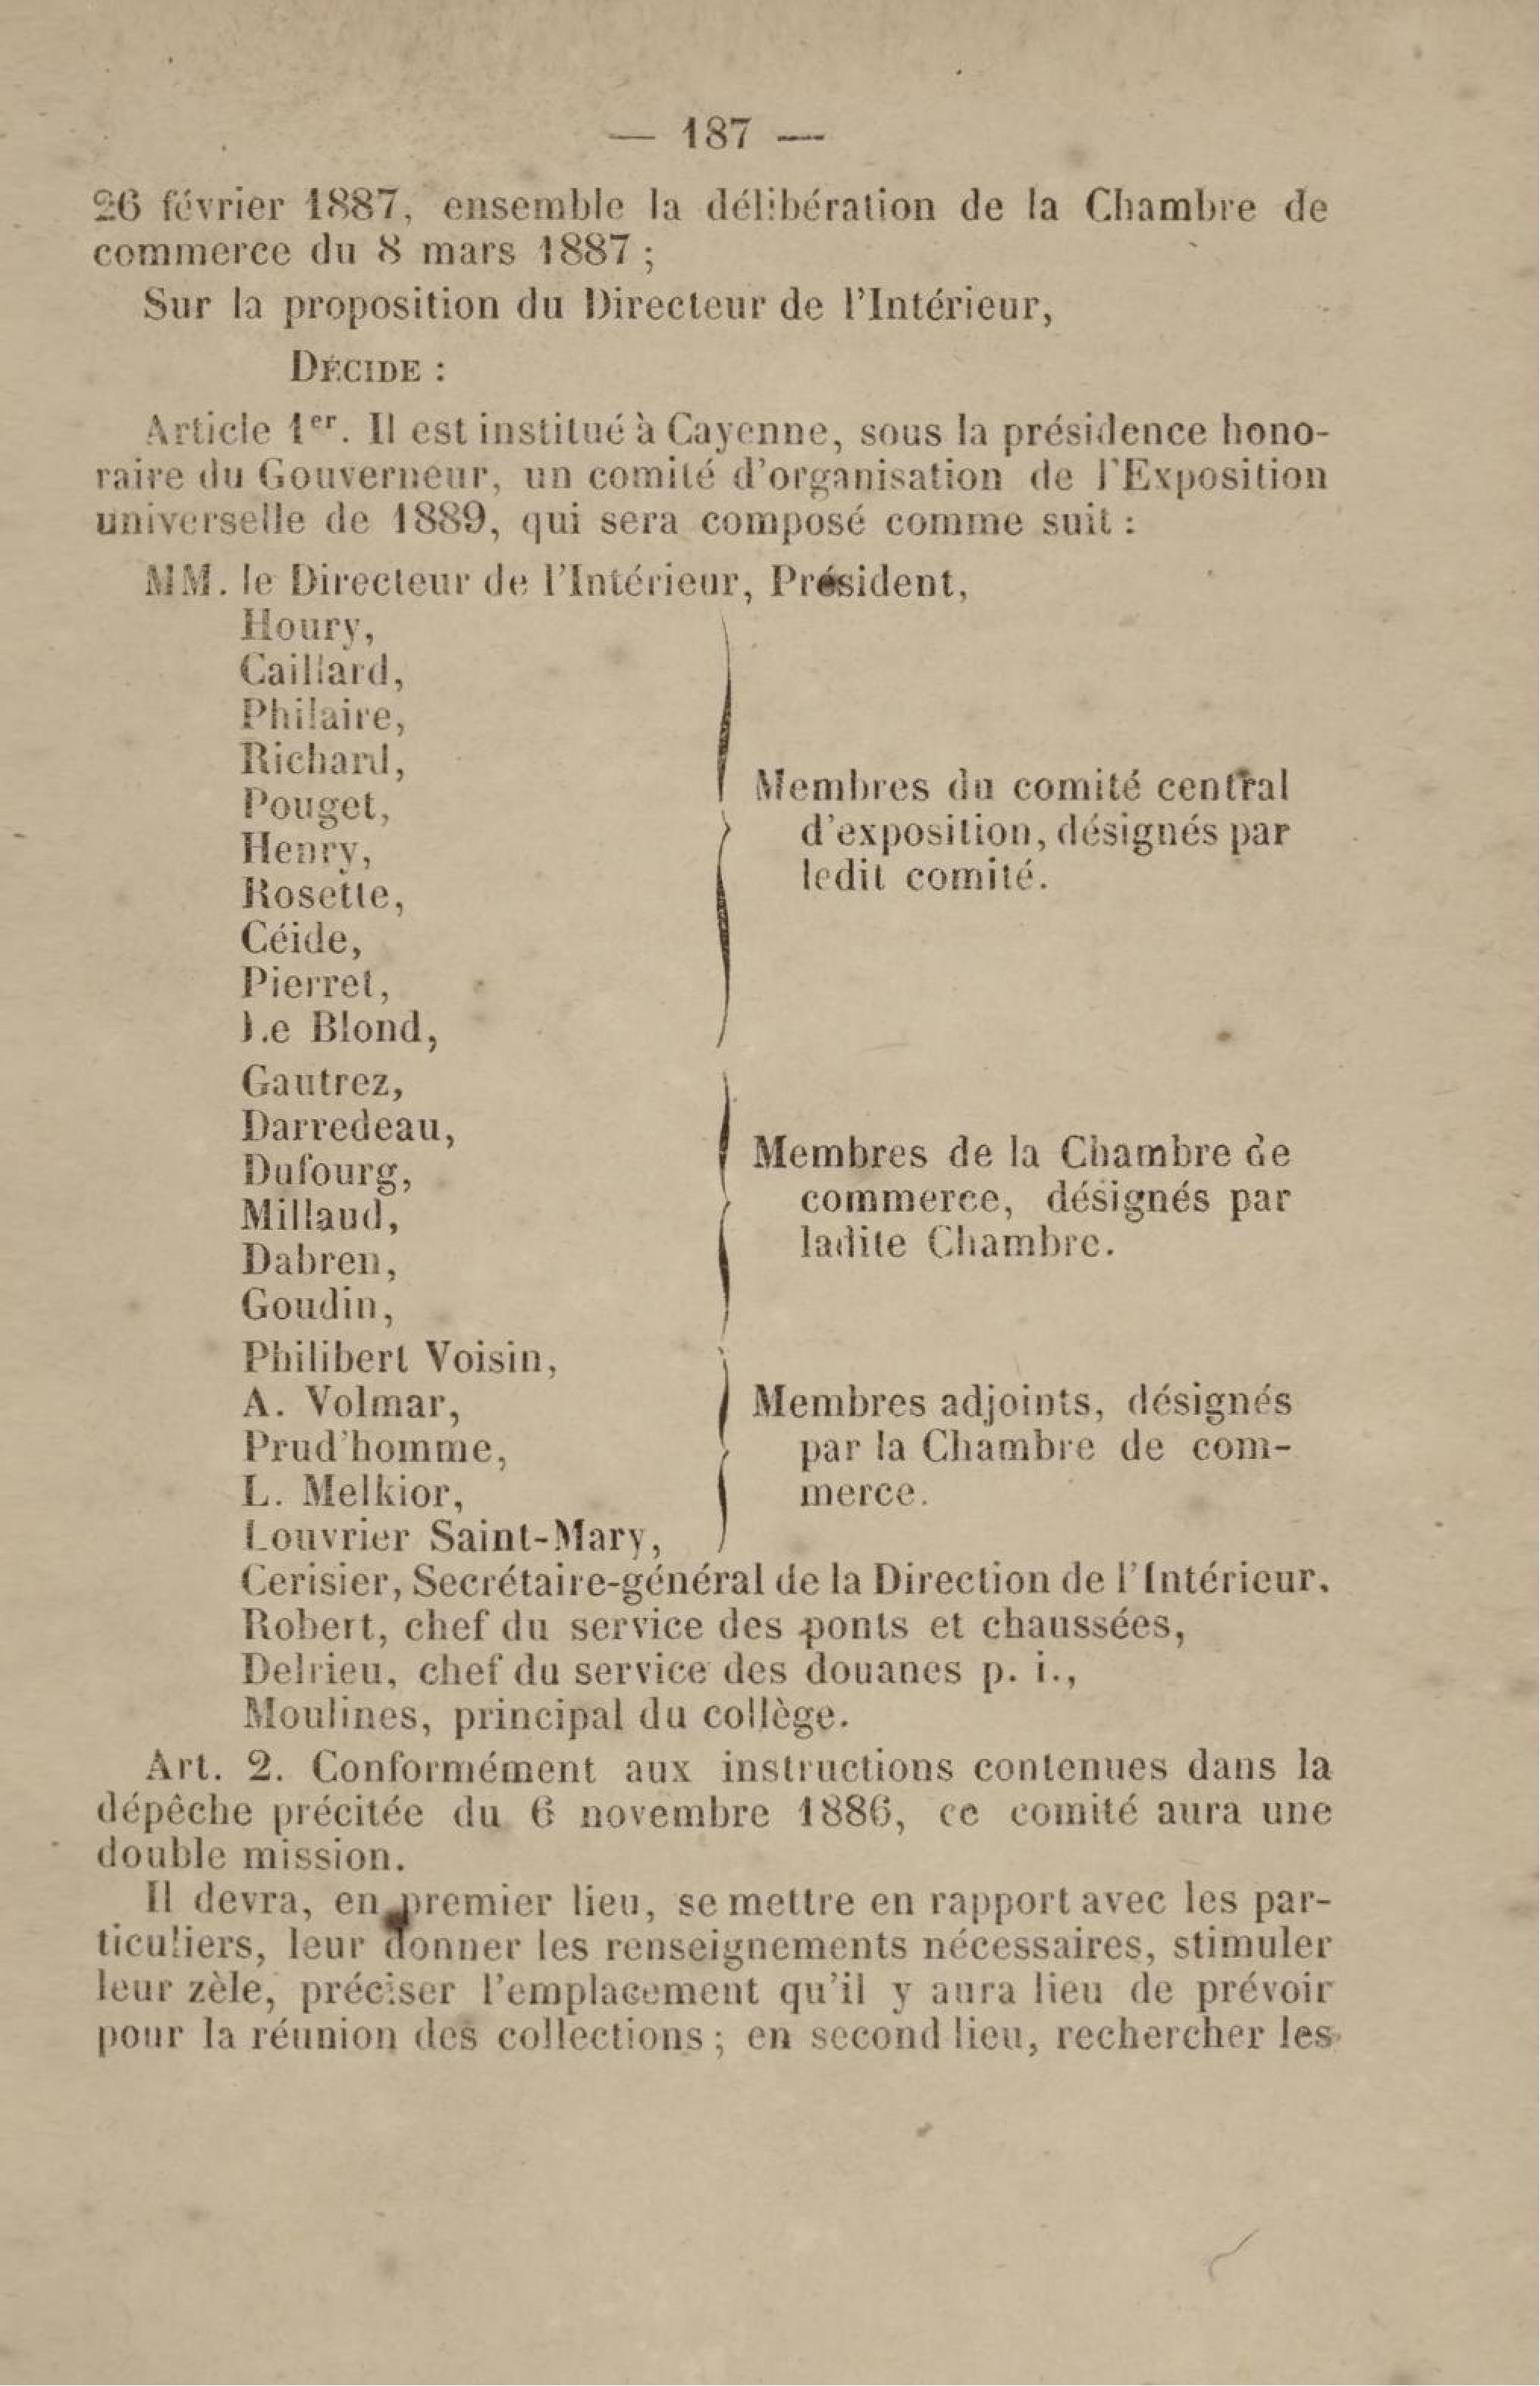 — 187 —
26 février 1887, ensemble la délibération de la Chambre de
commerce du 8 mars 1887 ;
Sur la proposition du Directeur de l'Intérieur,
DÉCIDE :
Article 1er. Il est institué à Cayenne, sous la présidence hono-
raire du Gouverneur, un comité d'organisation de l'Exposition
universelle de 1889, qui sera composé comme suit :
MM. le Directeur de l'Intérieur, Président,
Houry,
Caillard,
Philaire,
Richard,
Pouget,
Henry,
Rosette,
Céide,
Pierret,
Le Blond,
Membres du comité central
d'exposition, désignés par
ledit comité.
Gautrez,
Darredeau,
Dufourg,
Millaud,
Dabren,
Goudin,
Membres de la Chambre de
commerce, désignés par
ladite Chambre.
Philibert Voisin,
A. Volmar,
Prud'homme,
L. Melkior,
Louvrier Saint-Mary,
Membres adjoints, désignés
par la Chambre de com-
merce.
Cerisier, Secrétaire-général de la Direction de l'Intérieur.
Robert, chef du service des ponts et chaussées,
Delrieu, chef du service des douanes p. i.,
Moulines, principal du collège.
Art. 2. Conformément aux instructions contenues dans la
dépêche précitée du 6 novembre 1886, ce comité aura une
double mission.
Il devra, en premier lieu, se mettre en rapport avec les par-
ticuliers, leur donner les renseignements nécessaires, stimuler
leur zèle, préciser l'emplacement qu'il y aura lieu de prévoir
pour la réunion des collections ; en second lieu, rechercher les